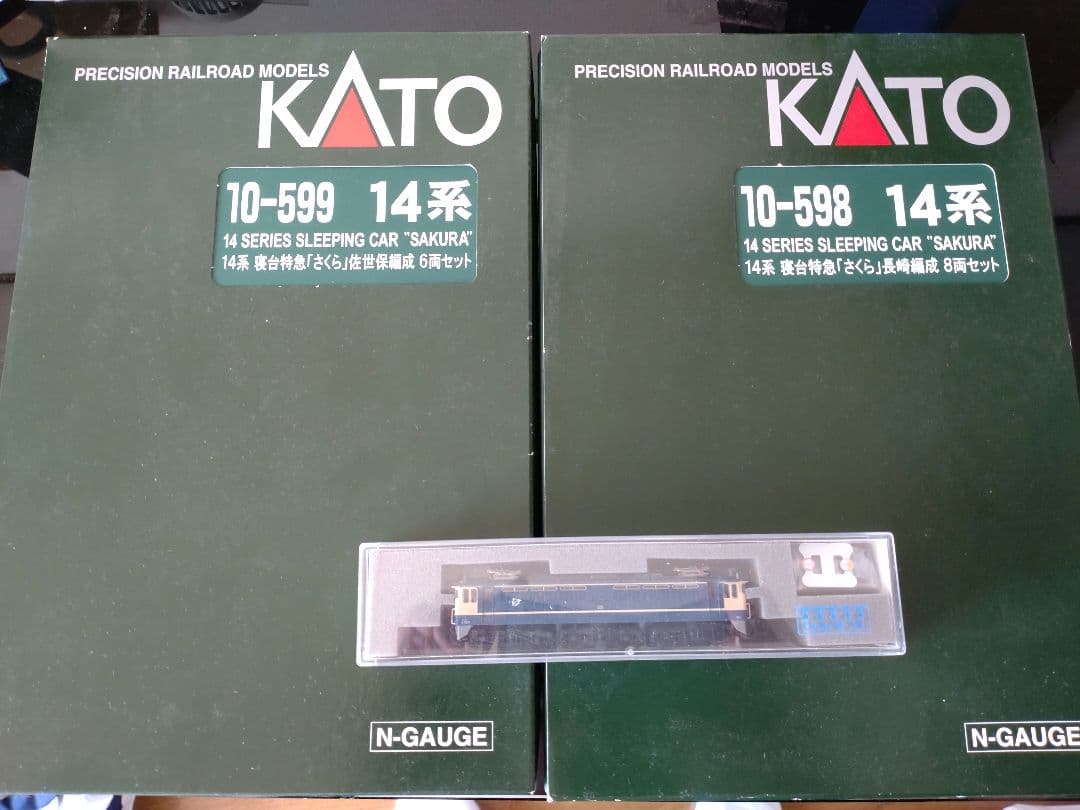 PRECISION RAILROAD MODELS
KATO
10-599 14系
14 SERIES SLEEPING CAR "SAKURA"
14系 寝台特急「さくら」佐世保編成 6両セット
N-GAUGE
PRECISION RAILROAD MODELS
KATO
10-598 14系
14 SERIES SLEEPING CAR "SAKURA"
14系 寝台特急「さくら」長崎編成 8両セット
N-GAUGE